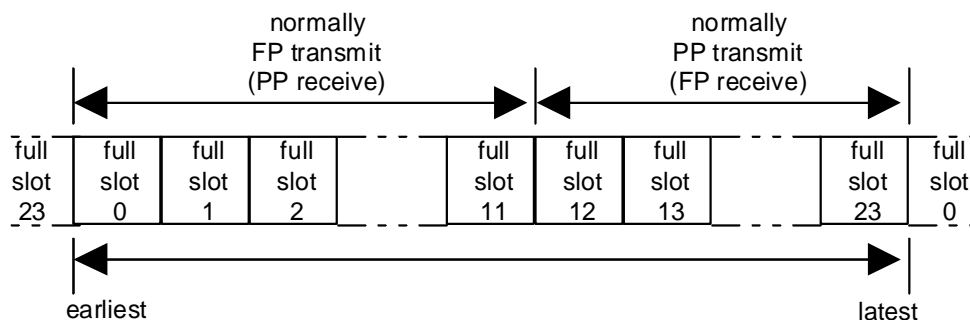 normally normally
FP transmit PP transmit
(PP receive) (FP receive)
full full full full full full full full full
slot slot slot slot slot slot slot slot slot
23 0 1 2 11 12 13 23 0
earliest latest